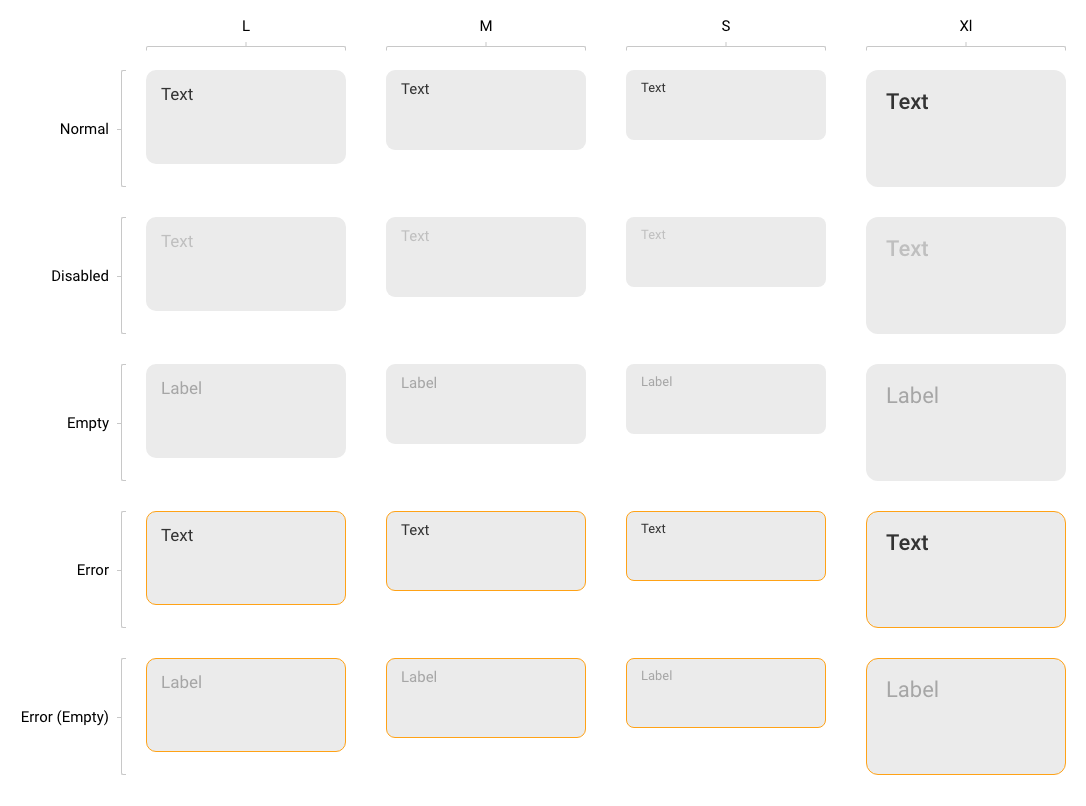 L M S Xl
Normal Text Text Text Text
Disabled Text Text Text Text
Empty Label Label Label Label
Error Text Text Text Text
Error (Empty) Label Label Label Label